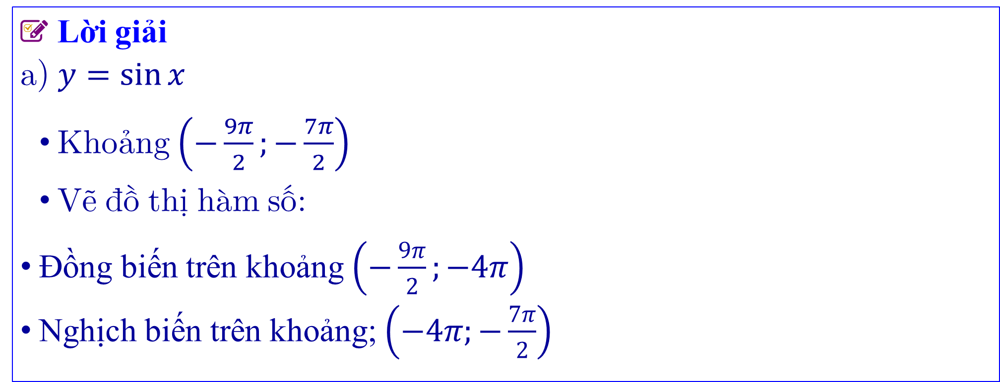 Lời giải
a) y = sin x
• Khoảng (−9π/2 ; −7π/2)
• Vẽ đồ thị hàm số:
• Đồng biến trên khoảng (−9π/2 ; −4π)
• Nghịch biến trên khoảng; (−4π; −7π/2)